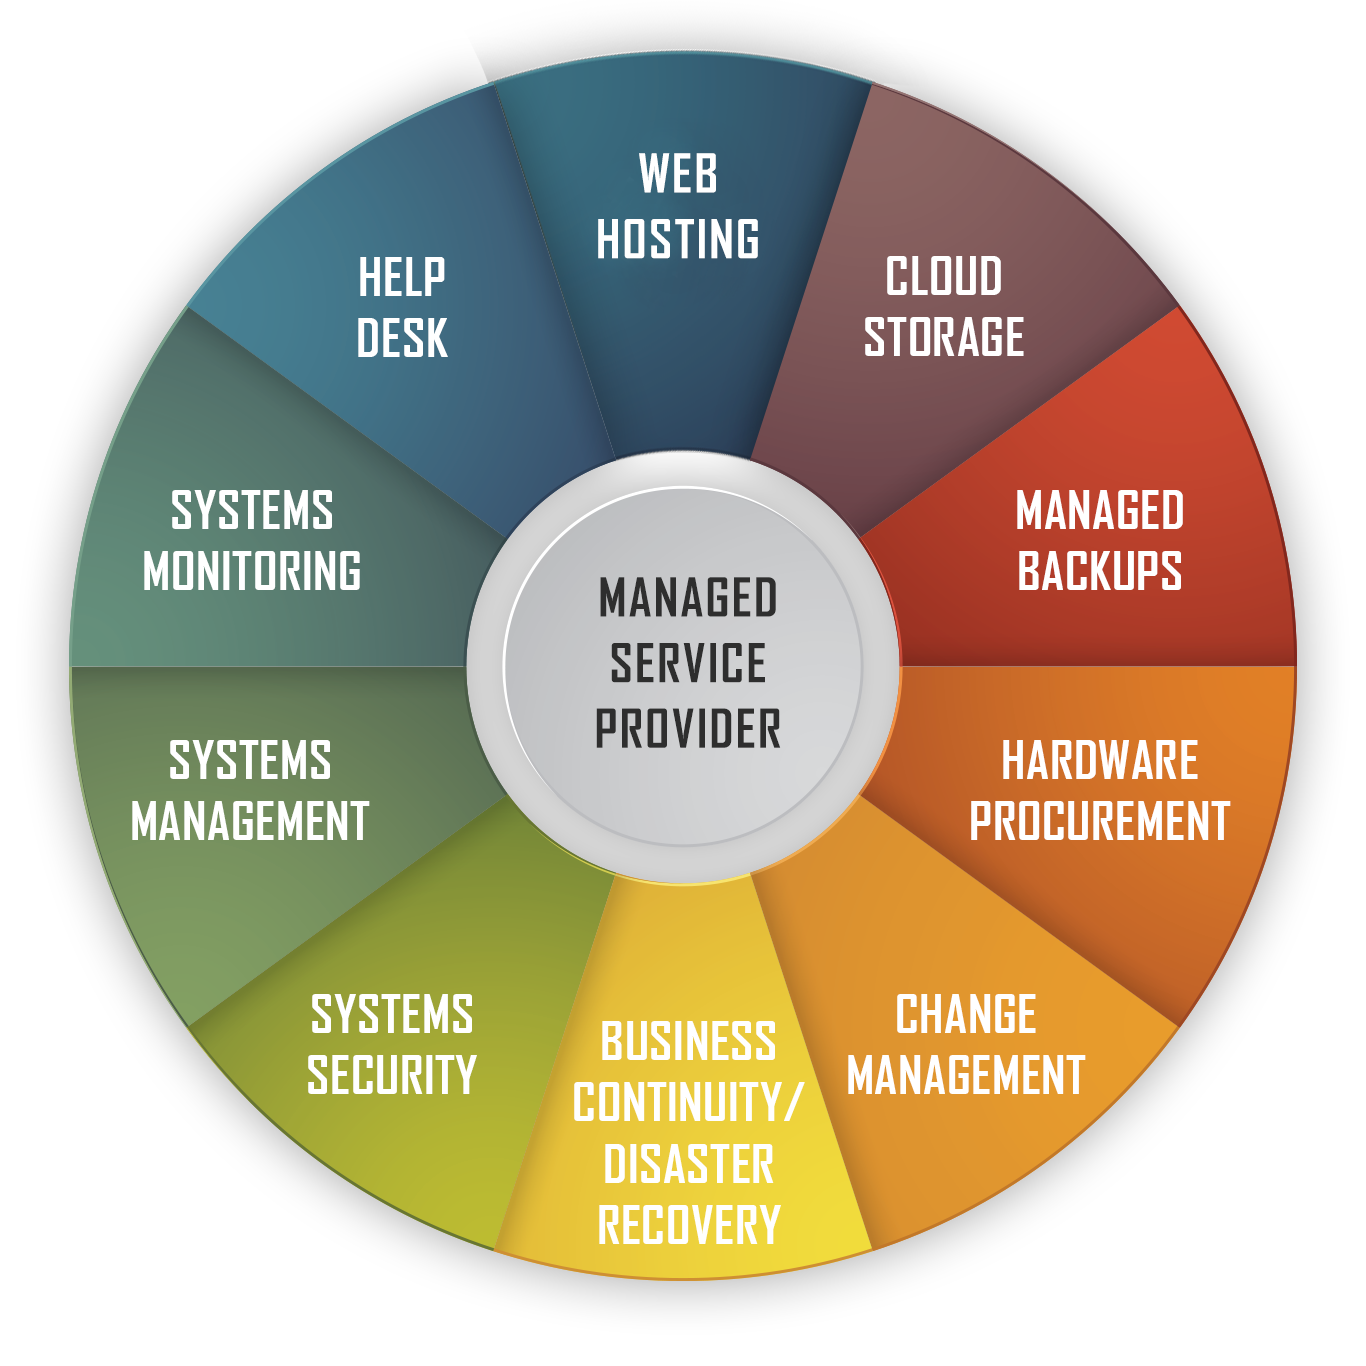 WEB
HOSTING
CLOUD
STORAGE
MANAGED
BACKUPS
HARDWARE
PROCUREMENT
CHANGE
MANAGEMENT
BUSINESS
CONTINUITY/
DISASTER
RECOVERY
SYSTEMS
SECURITY
SYSTEMS
MANAGEMENT
SYSTEMS
MONITORING
HELP
DESK
MANAGED
SERVICE
PROVIDER